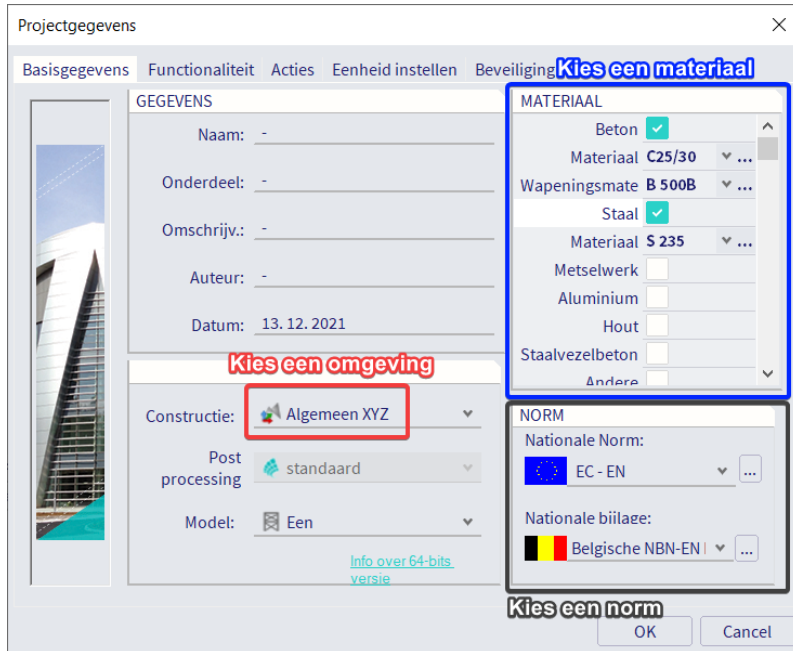 Projectgegevens
Basisgegevens Functionaliteit Acties Eenheid instellen Beveiliging
Kies een materiaal
GEGEVENS
Naam: -
Onderdeel: -
Omschrijv.: -
Auteur: -
Datum: 13. 12. 2021
MATERIAAL
Beton
Materiaal C25/30 ...
Wapeningsmate B 500B ...
Staal
Materiaal S 235 ...
Metselwerk
Aluminium
Hout
Staalvezelbeton
Andere
Kies een omgeving
Constructie: Algemeen XYZ
Post
processing standaard
Model: Een
Info over 64-bits
versie
NORM
Nationale Norm:
EC - EN ...
Nationale bijlage:
Belgische NBN-EN ...
Kies een norm
OK Cancel